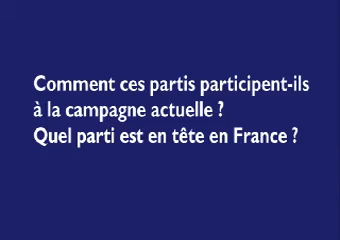 Comment ces partis participent-ils
à la campagne actuelle ?
Quel parti est en tête en France ?